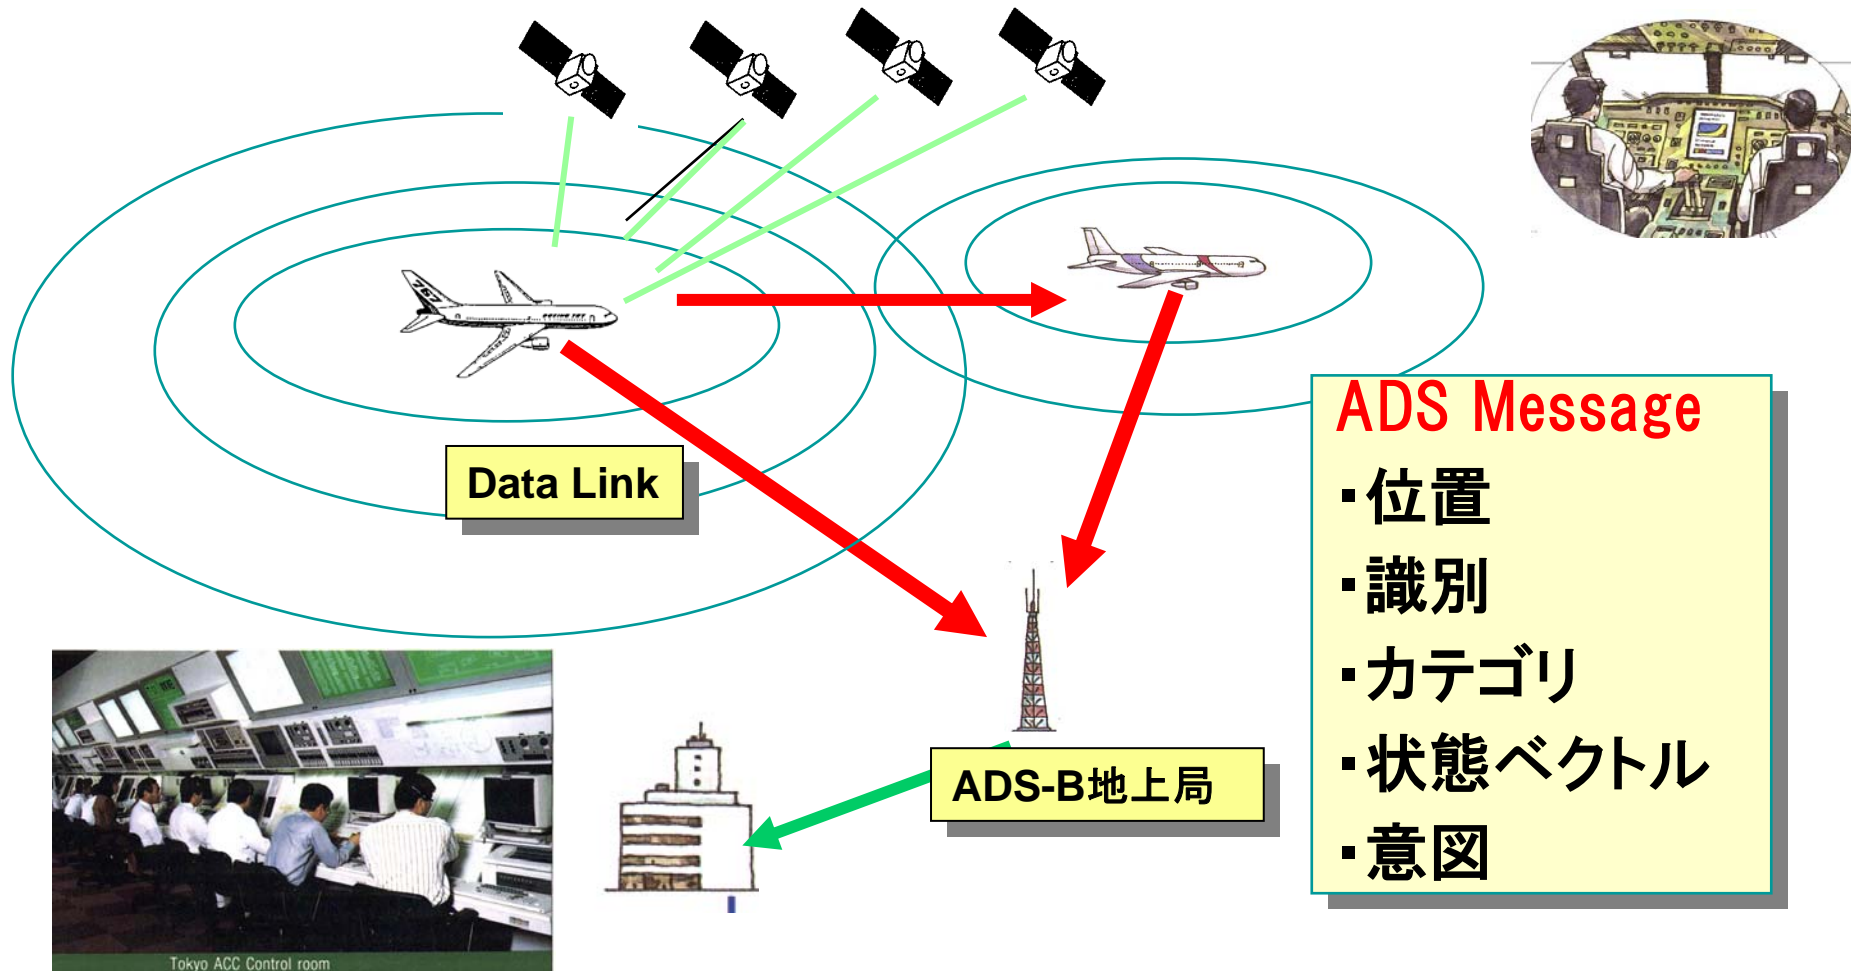 767
Data Link
ADS Message
・位置
・識別
・カテゴリ
・状態ベクトル
・意図
ADS-B地上局
Tokyo ACC Control room